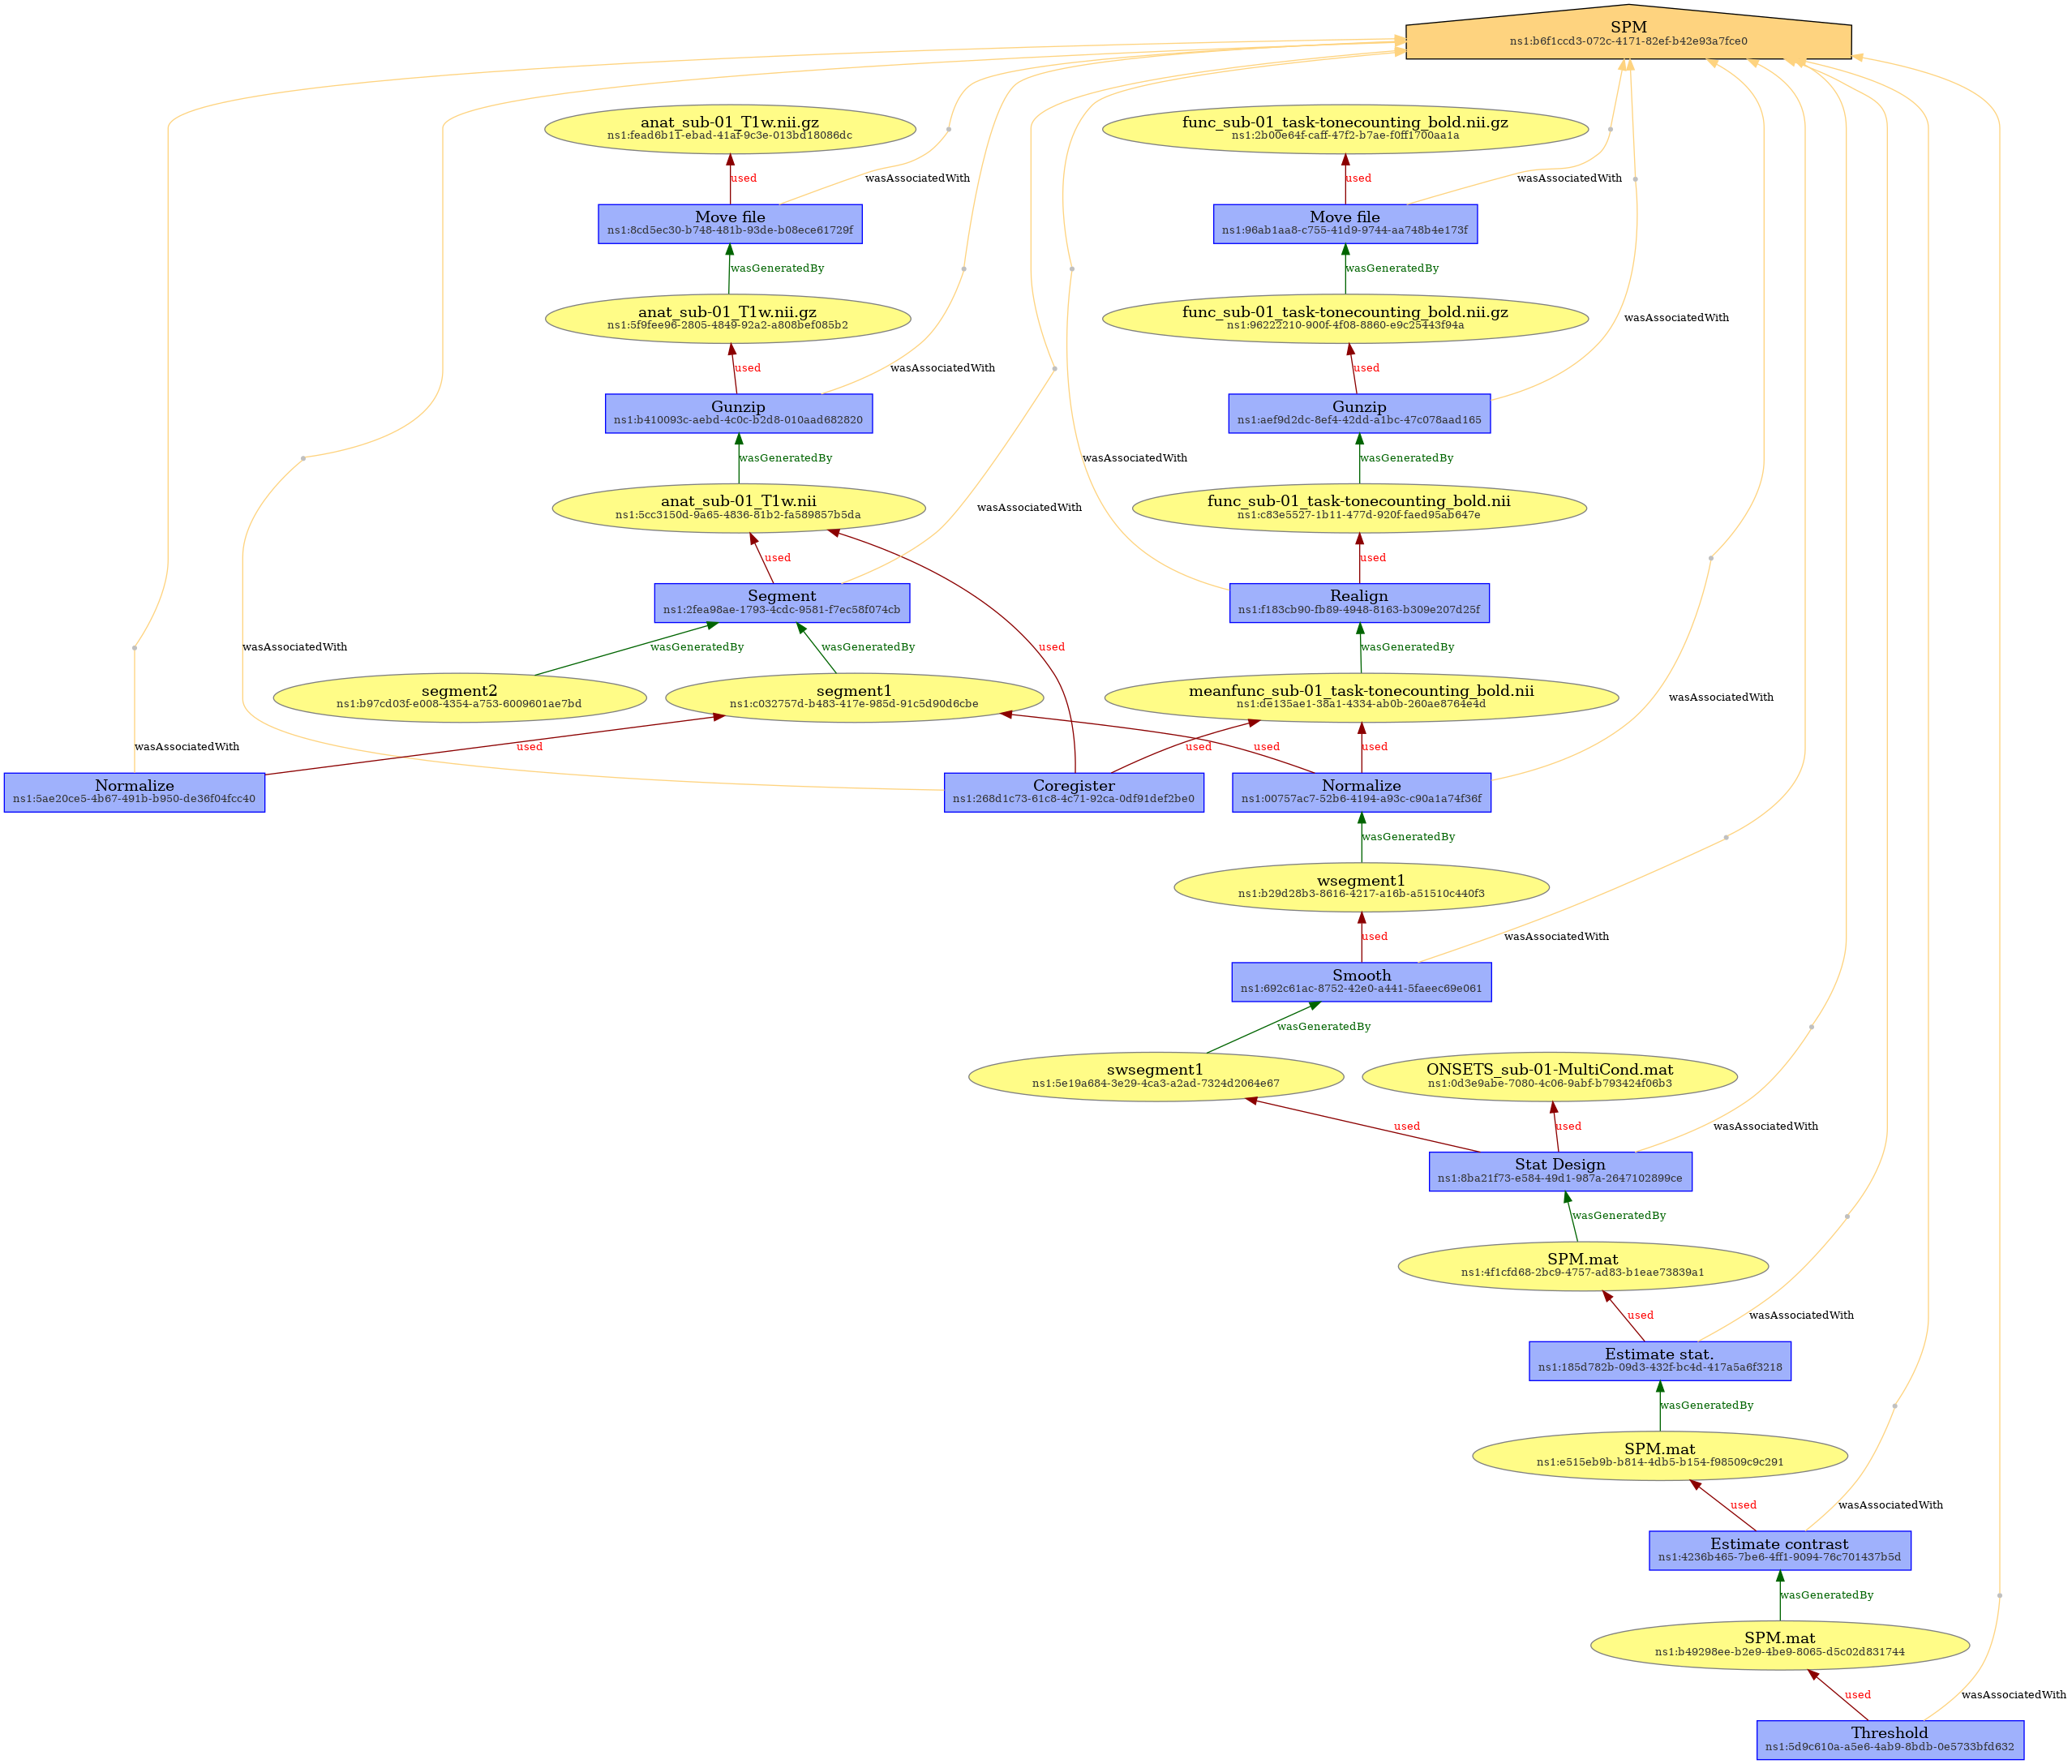 SPM
ns1:b6f1ccd3-072c-4171-82ef-b42e93a7fce0
anat_sub-01_T1w.nii.gz
ns1:fead6b11-ebad-41af-9c3e-013bd18086dc
func_sub-01_task-tonecounting_bold.nii.gz
ns1:2b00e64f-caff-47f2-b7ae-f0ff1700aa1a
used
wasAssociatedWith
used
wasAssociatedWith
Move file
ns1:8cd5ec30-b748-481b-93de-b08ece61729f
Move file
ns1:96ab1aa8-c755-41d9-9744-aa748b4e173f
wasGeneratedBy
wasGeneratedBy
anat_sub-01_T1w.nii.gz
ns1:5f9fee96-2805-4849-92a2-a808bef085b2
func_sub-01_task-tonecounting_bold.nii.gz
ns1:96222210-900f-4f08-8860-e9c25443f94a
wasAssociatedWith
used
wasAssociatedWith
used
Gunzip
ns1:b410093c-aebd-4c0c-b2d8-010aad682820
Gunzip
ns1:aef9d2dc-8ef4-42dd-a1bc-47c078aad165
wasGeneratedBy
wasAssociatedWith
wasGeneratedBy
anat_sub-01_T1w.nii
ns1:5cc3150d-9a65-4836-81b2-fa589857b5da
wasAssociatedWith
func_sub-01_task-tonecounting_bold.nii
ns1:c83e5527-1b11-477d-920f-faed95ab647e
used
used
Segment
ns1:2fea98ae-1793-4cdc-9581-f7ec58f074cb
Realign
ns1:f183cb90-fb89-4948-8163-b309e207d25f
wasAssociatedWith
wasGeneratedBy
wasGeneratedBy
used
wasGeneratedBy
segment2
ns1:b97cd03f-e008-4354-a753-6009601ae7bd
segment1
ns1:c032757d-b483-417e-985d-91c5d90d6cbe
meanfunc_sub-01_task-tonecounting_bold.nii
ns1:de135ae1-38a1-4334-ab0b-260ae8764e4d
wasAssociatedWith
wasAssociatedWith
used
used
used
used
Normalize
ns1:5ae20ce5-4b67-491b-b950-de36f04fcc40
Coregister
ns1:268d1c73-61c8-4c71-92ca-0df91def2be0
Normalize
ns1:00757ac7-52b6-4194-a93c-c90a1a74f36f
wasGeneratedBy
wsegment1
ns1:b29d28b3-8616-4217-a16b-a51510c440f3
used
wasAssociatedWith
Smooth
ns1:692c61ac-8752-42e0-a441-5faeec69e061
wasGeneratedBy
swsegment1
ns1:5e19a684-3e29-4ca3-a2ad-7324d2064e67
ONSETS_sub-01-MultiCond.mat
ns1:0d3e9abe-7080-4c06-9abf-b793424f06b3
used
used
wasAssociatedWith
Stat Design
ns1:8ba21f73-e584-49d1-987a-2647102899ce
wasGeneratedBy
SPM.mat
ns1:4f1cfd68-2bc9-4757-ad83-b1eae73839a1
used
wasAssociatedWith
Estimate stat.
ns1:185d782b-09d3-432f-bc4d-417a5a6f3218
wasGeneratedBy
SPM.mat
ns1:e515eb9b-b814-4db5-b154-f98509c9c291
used
wasAssociatedWith
Estimate contrast
ns1:4236b465-7be6-4ff1-9094-76c701437b5d
wasGeneratedBy
SPM.mat
ns1:b49298ee-b2e9-4be9-8065-d5c02d831744
used
wasAssociatedWith
Threshold
ns1:5d9c610a-a5e6-4ab9-8bdb-0e5733bfd632